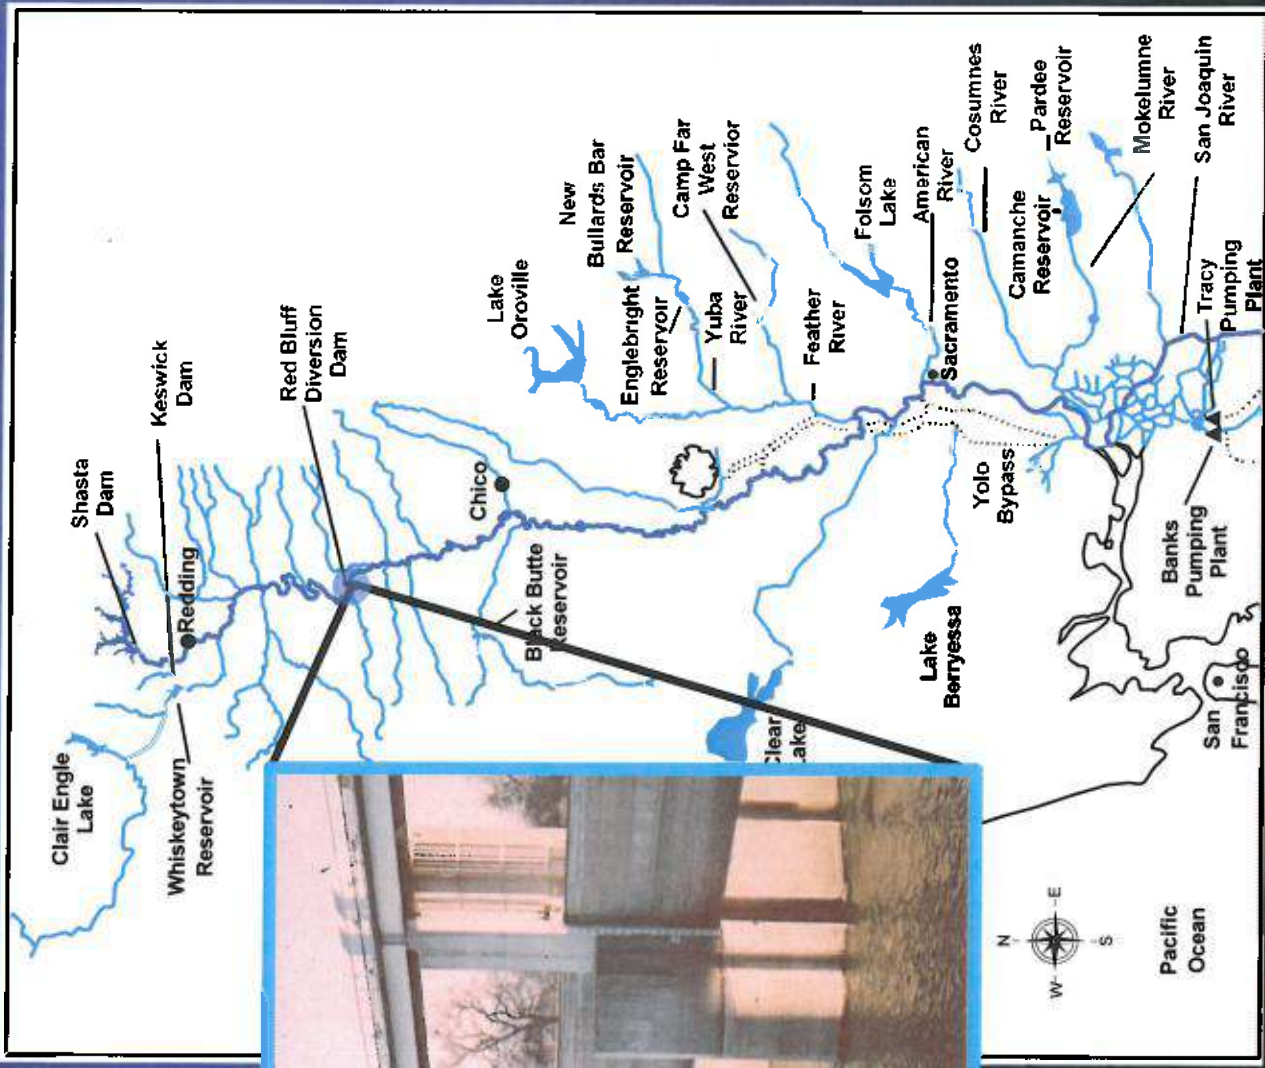 Shasta
Dam
Keswick
Dam
Red Bluff
Diversion
Dam
Redding
Clair Engle
Lake
Whiskeytown
Reservoir
Chico
Black Butte
Reservoir
Lake
Oroville
New
Bullards Bar
Reservoir
Englebright
Reservoir
Yuba
River
Camp Far
West
Reservior
Feather
River
Folsom
Lake
American
River
Sacramento
Cosumnes
River
Pardee
Reservoir
Camanche
Reservoir
Mokelumne
River
San Joaquin
River
Tracy
Pumping
Plant
Banks
Pumping
Plant
Yolo
Bypass
Lake
Berryessa
Clear
Lake
San
Francisco
Pacific
Ocean
N
W
E
S